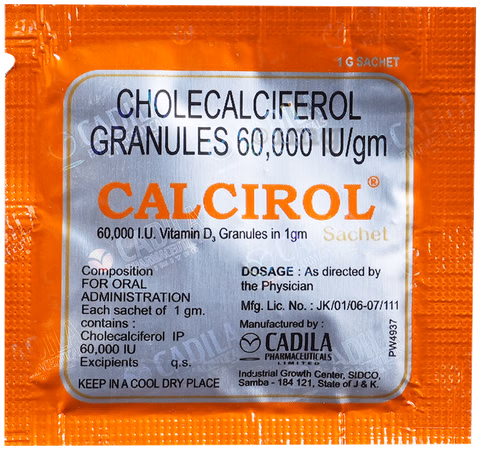 1 G SACHET
CHOLECALCIFEROL
GRANULES 60,000 IU/gm
CALCIROL®
60,000 I.U. Vitamin D₃ Granules in 1gm Sachet
Composition
FOR ORAL
ADMINISTRATION
Each sachet of 1 gm.
contains :
Cholecalciferol IP
60,000 IU
Excipients q.s.
KEEP IN A COOL DRY PLACE
DOSAGE : As directed by
the Physician
Mfg. Lic. No. : JK/01/06-07/111
Manufactured by :
CADILA
PHARMACEUTICALS
LIMITED
Industrial Growth Center, SIDCO,
Samba - 184 121, State of J & K.
PW4937